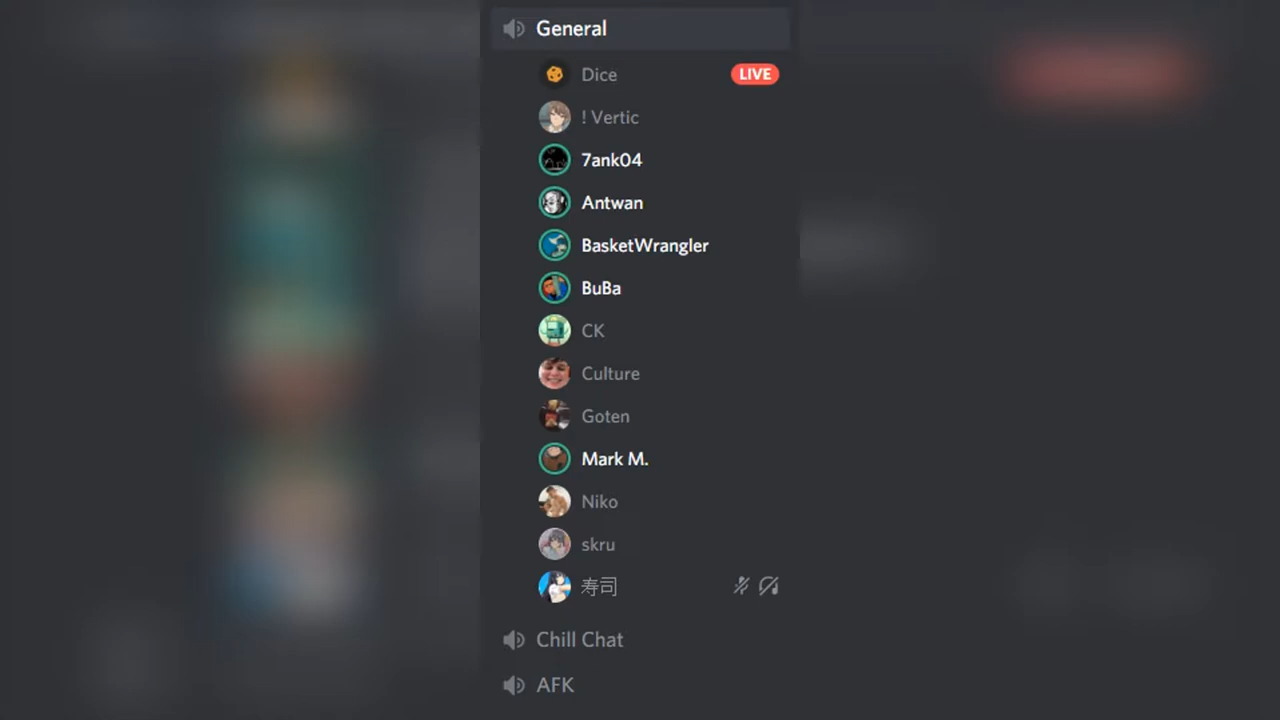 General
Dice LIVE
! Vertic
7ank04
Antwan
BasketWrangler
BuBa
CK
Culture
Goten
Mark M.
Niko
skru
寿司
Chill Chat
AFK